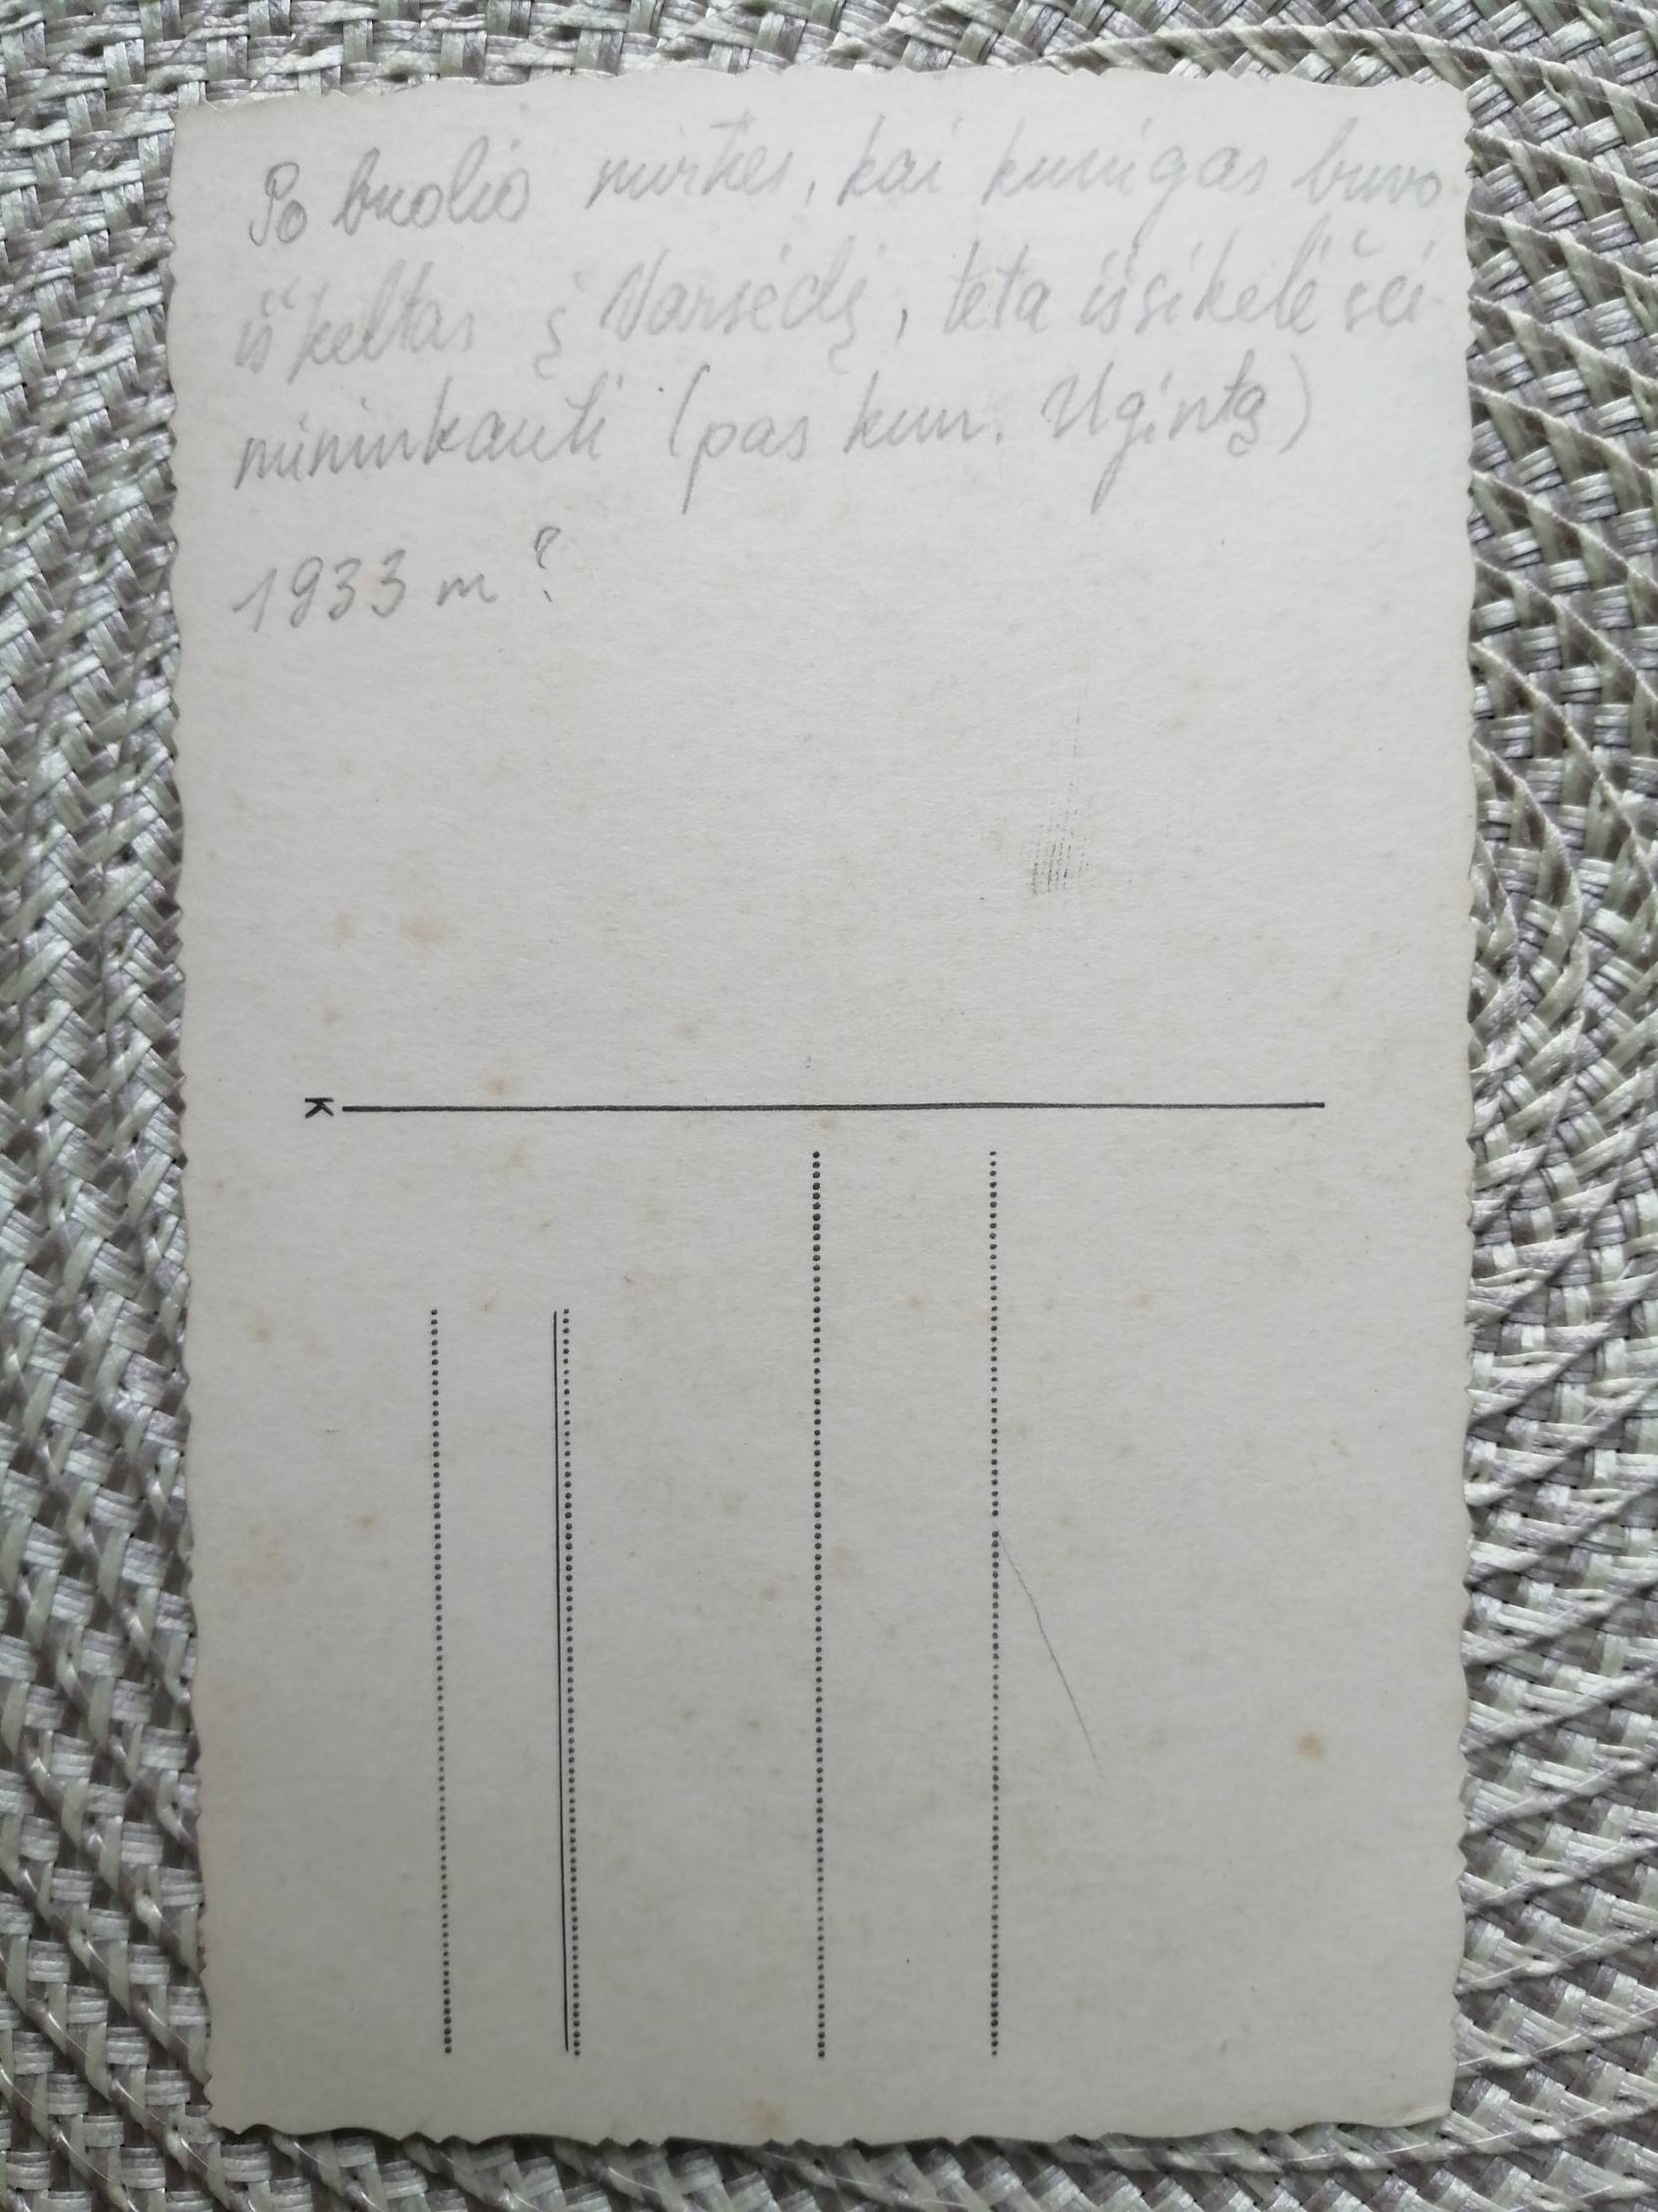 Po brolio mirties, kai kunigas buvo
iškeltas į Varsėdį, teta išsikėlė šei
mininkauti (pas kun. Ugintą)
1933 m ?
K